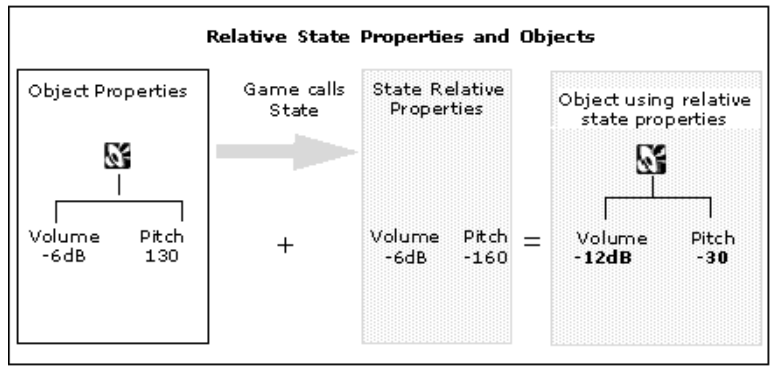 Relative State Properties and Objects
Object Properties
Game calls
State
State Relative
Properties
Object using relative
state properties
Volume Pitch
-6dB 130
+
Volume Pitch
-6dB -160
=
Volume Pitch
-12dB -30